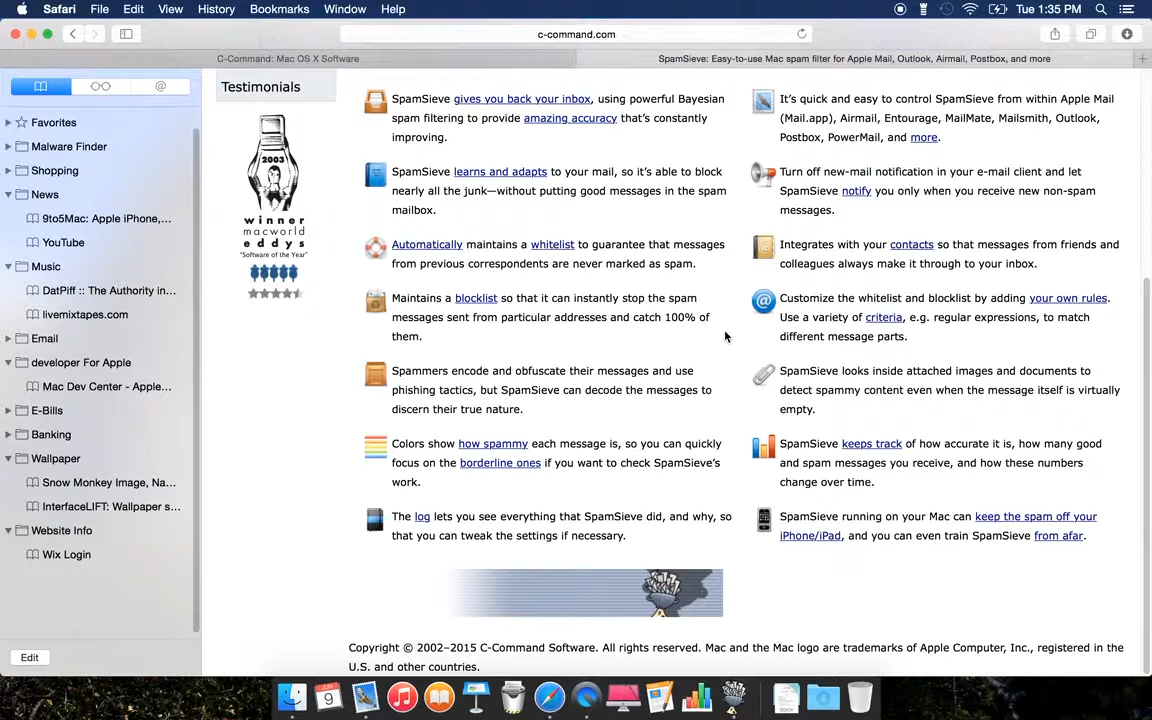 Safari File Edit View History Bookmarks Window Help
Tue 1:35 PM
c-command.com
C-Command: Mac OS X Software
SpamSieve: Easy-to-use Mac spam filter for Apple Mail, Outlook, Airmail, Postbox, and more
Favorites
Malware Finder
Shopping
News
9to5Mac: Apple iPhone,...
YouTube
Music
DatPiff :: The Authority in...
livemixtapes.com
Email
developer For Apple
Mac Dev Center - Apple...
E-Bills
Banking
Wallpaper
Snow Monkey Image, Na...
InterfaceLIFT: Wallpaper s...
Website Info
Wix Login
Edit
Testimonials
2003
winner
macworld
eddys
"Software of the Year"
SpamSieve gives you back your inbox, using powerful Bayesian
spam filtering to provide amazing accuracy that's constantly
improving.
SpamSieve learns and adapts to your mail, so it's able to block
nearly all the junk—without putting good messages in the spam
mailbox.
Automatically maintains a whitelist to guarantee that messages
from previous correspondents are never marked as spam.
Maintains a blocklist so that it can instantly stop the spam
messages sent from particular addresses and catch 100% of
them.
Spammers encode and obfuscate their messages and use
phishing tactics, but SpamSieve can decode the messages to
discern their true nature.
Colors show how spammy each message is, so you can quickly
focus on the borderline ones if you want to check SpamSieve's
work.
The log lets you see everything that SpamSieve did, and why, so
that you can tweak the settings if necessary.
It's quick and easy to control SpamSieve from within Apple Mail
(Mail.app), Airmail, Entourage, MailMate, Mailsmith, Outlook,
Postbox, PowerMail, and more.
Turn off new-mail notification in your e-mail client and let
SpamSieve notify you only when you receive new non-spam
messages.
Integrates with your contacts so that messages from friends and
colleagues always make it through to your inbox.
Customize the whitelist and blocklist by adding your own rules.
Use a variety of criteria, e.g. regular expressions, to match
different message parts.
SpamSieve looks inside attached images and documents to
detect spammy content even when the message itself is virtually
empty.
SpamSieve keeps track of how accurate it is, how many good
and spam messages you receive, and how these numbers
change over time.
SpamSieve running on your Mac can keep the spam off your
iPhone/iPad, and you can even train SpamSieve from afar.
Copyright © 2002–2015 C-Command Software. All rights reserved. Mac and the Mac logo are trademarks of Apple Computer, Inc., registered in the
U.S. and other countries.
9